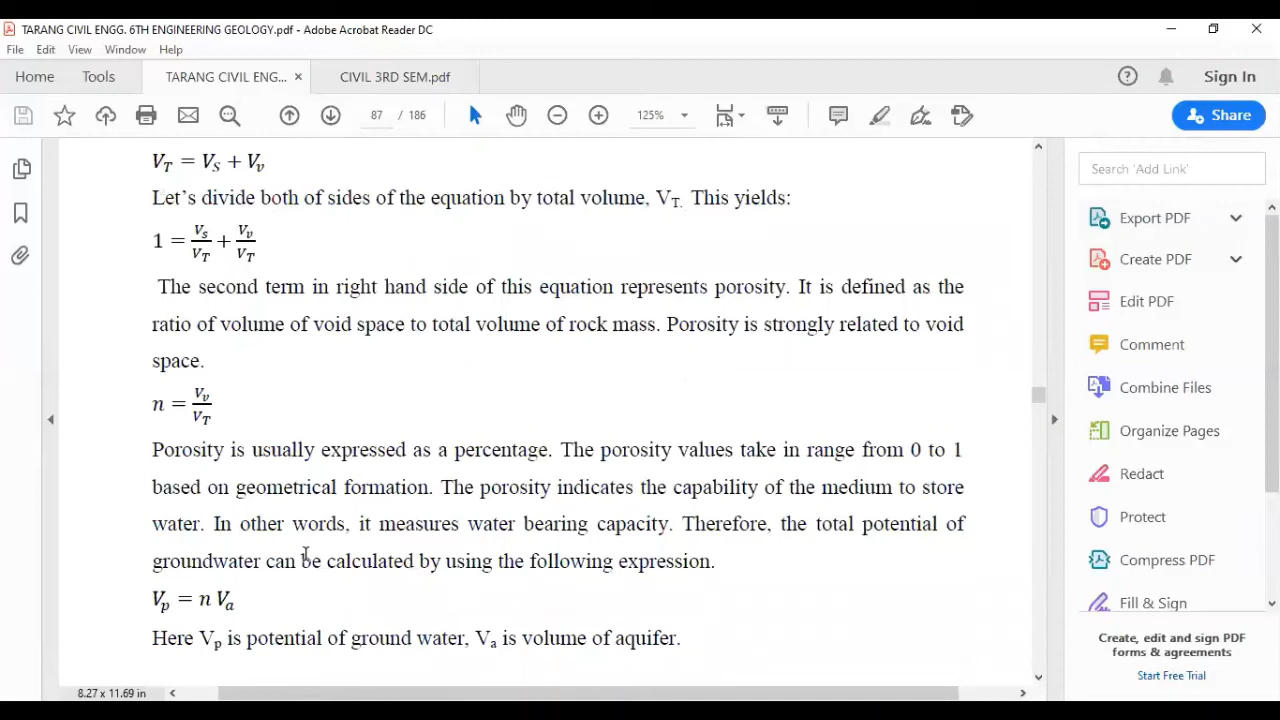 TARANG CIVIL ENGG. 6TH ENGINEERING GEOLOGY.pdf - Adobe Acrobat Reader DC
File Edit View Window Help
Home Tools TARANG CIVIL ENG... × CIVIL 3RD SEM.pdf Sign In
87 / 186 125% Share
V_T = V_S + V_v
Let's divide both of sides of the equation by total volume, V_T. This yields:
1 = V_s/V_T + V_v/V_T
The second term in right hand side of this equation represents porosity. It is defined as the
ratio of volume of void space to total volume of rock mass. Porosity is strongly related to void
space.
n = V_v/V_T
Porosity is usually expressed as a percentage. The porosity values take in range from 0 to 1
based on geometrical formation. The porosity indicates the capability of the medium to store
water. In other words, it measures water bearing capacity. Therefore, the total potential of
groundwater can be calculated by using the following expression.
V_p = n V_a
Here V_p is potential of ground water, V_a is volume of aquifer.
8.27 x 11.69 in
Search 'Add Link'
Export PDF
Create PDF
Edit PDF
Comment
Combine Files
Organize Pages
Redact
Protect
Compress PDF
Fill & Sign
Create, edit and sign PDF
forms & agreements
Start Free Trial